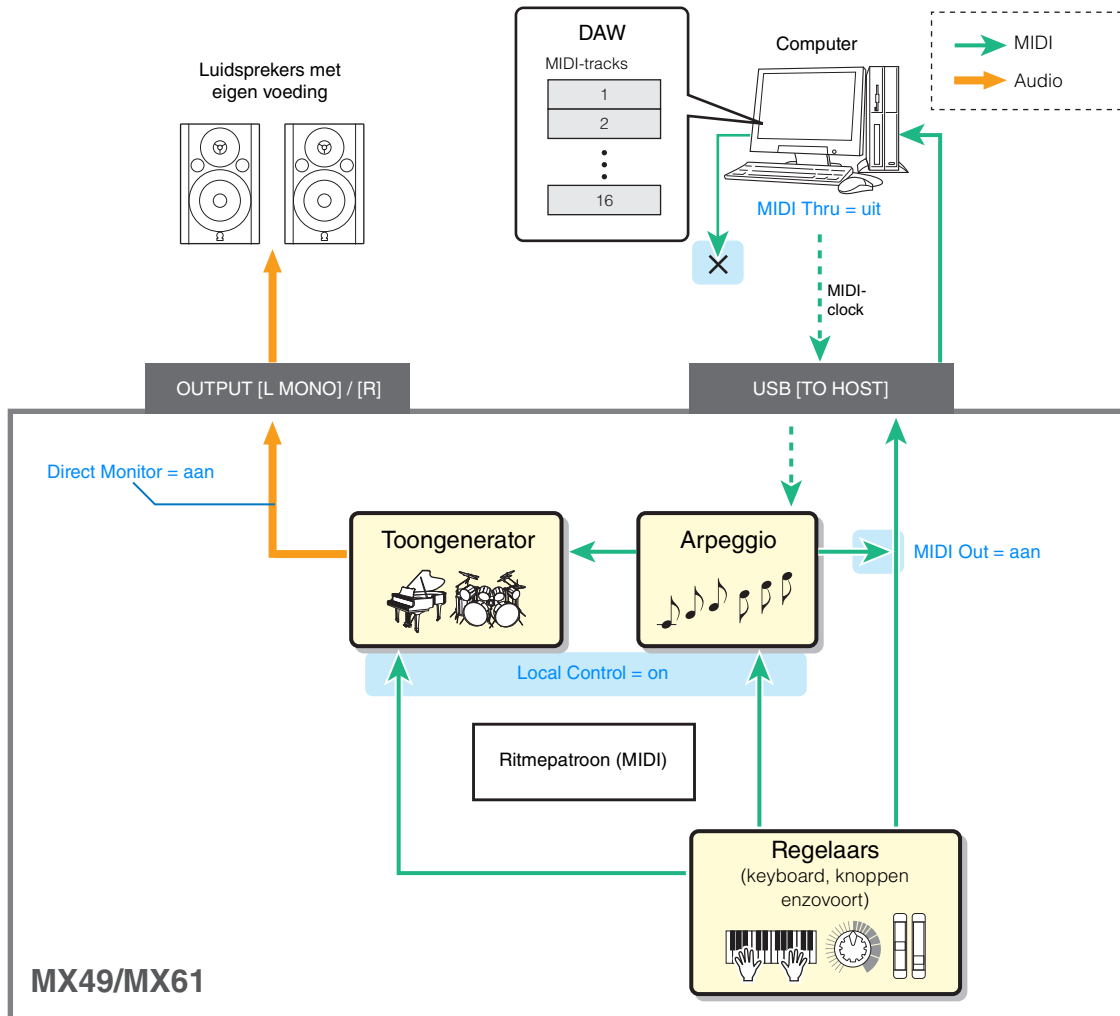 DAW
MIDI-tracks
1
2
16
Computer
MIDI
Audio
Luidsprekers met
eigen voeding
MIDI Thru = uit
MIDI-
clock
OUTPUT [L MONO] / [R]
USB [TO HOST]
Direct Monitor = aan
Toongenerator
Arpeggio
MIDI Out = aan
Local Control = on
Ritmepatroon (MIDI)
Regelaars
(keyboard, knoppen
enzovoort)
MX49/MX61